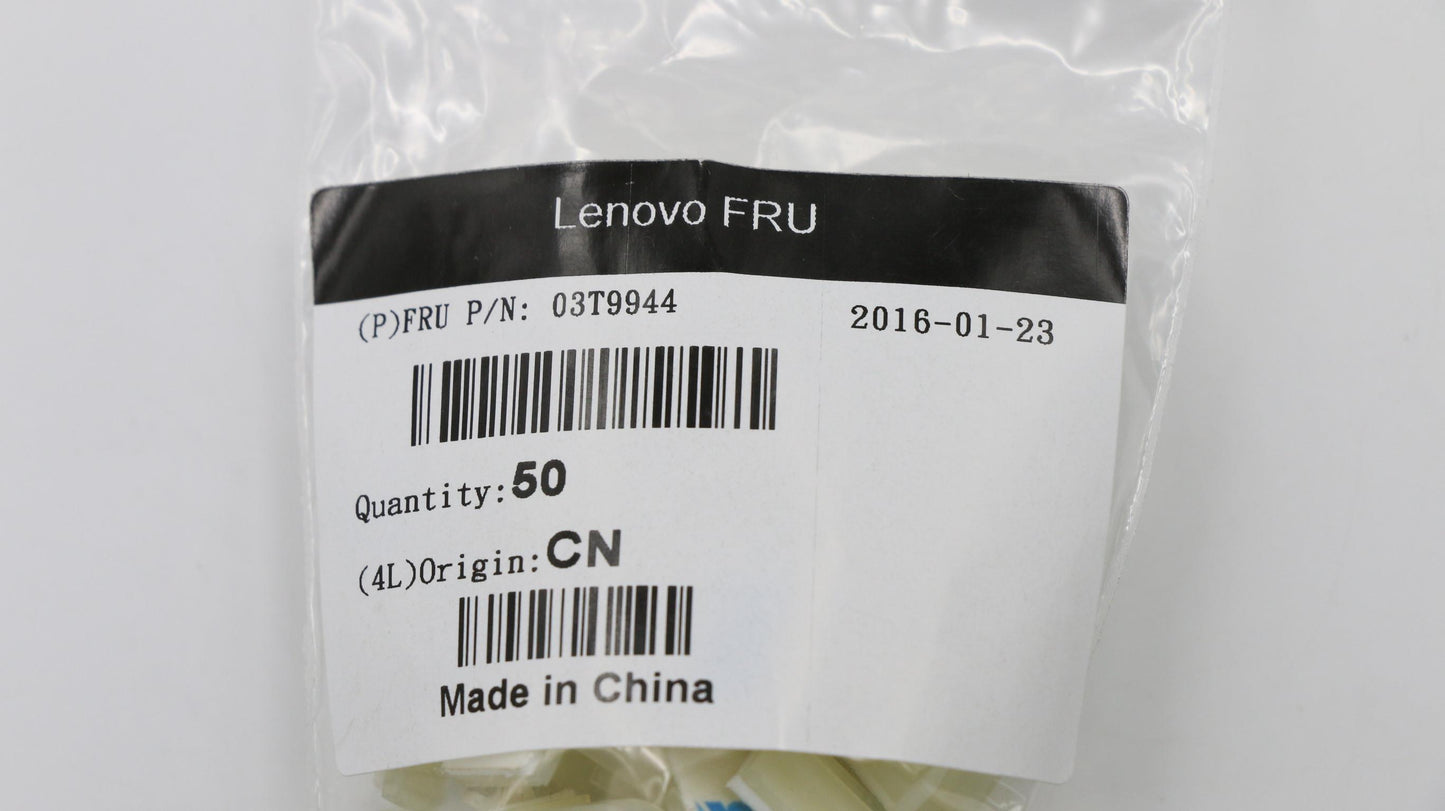 Lenovo FRU
(P)FRU P/N: 03T9944
2016-01-23
Quantity:50
(4L)Origin:CN
Made in China